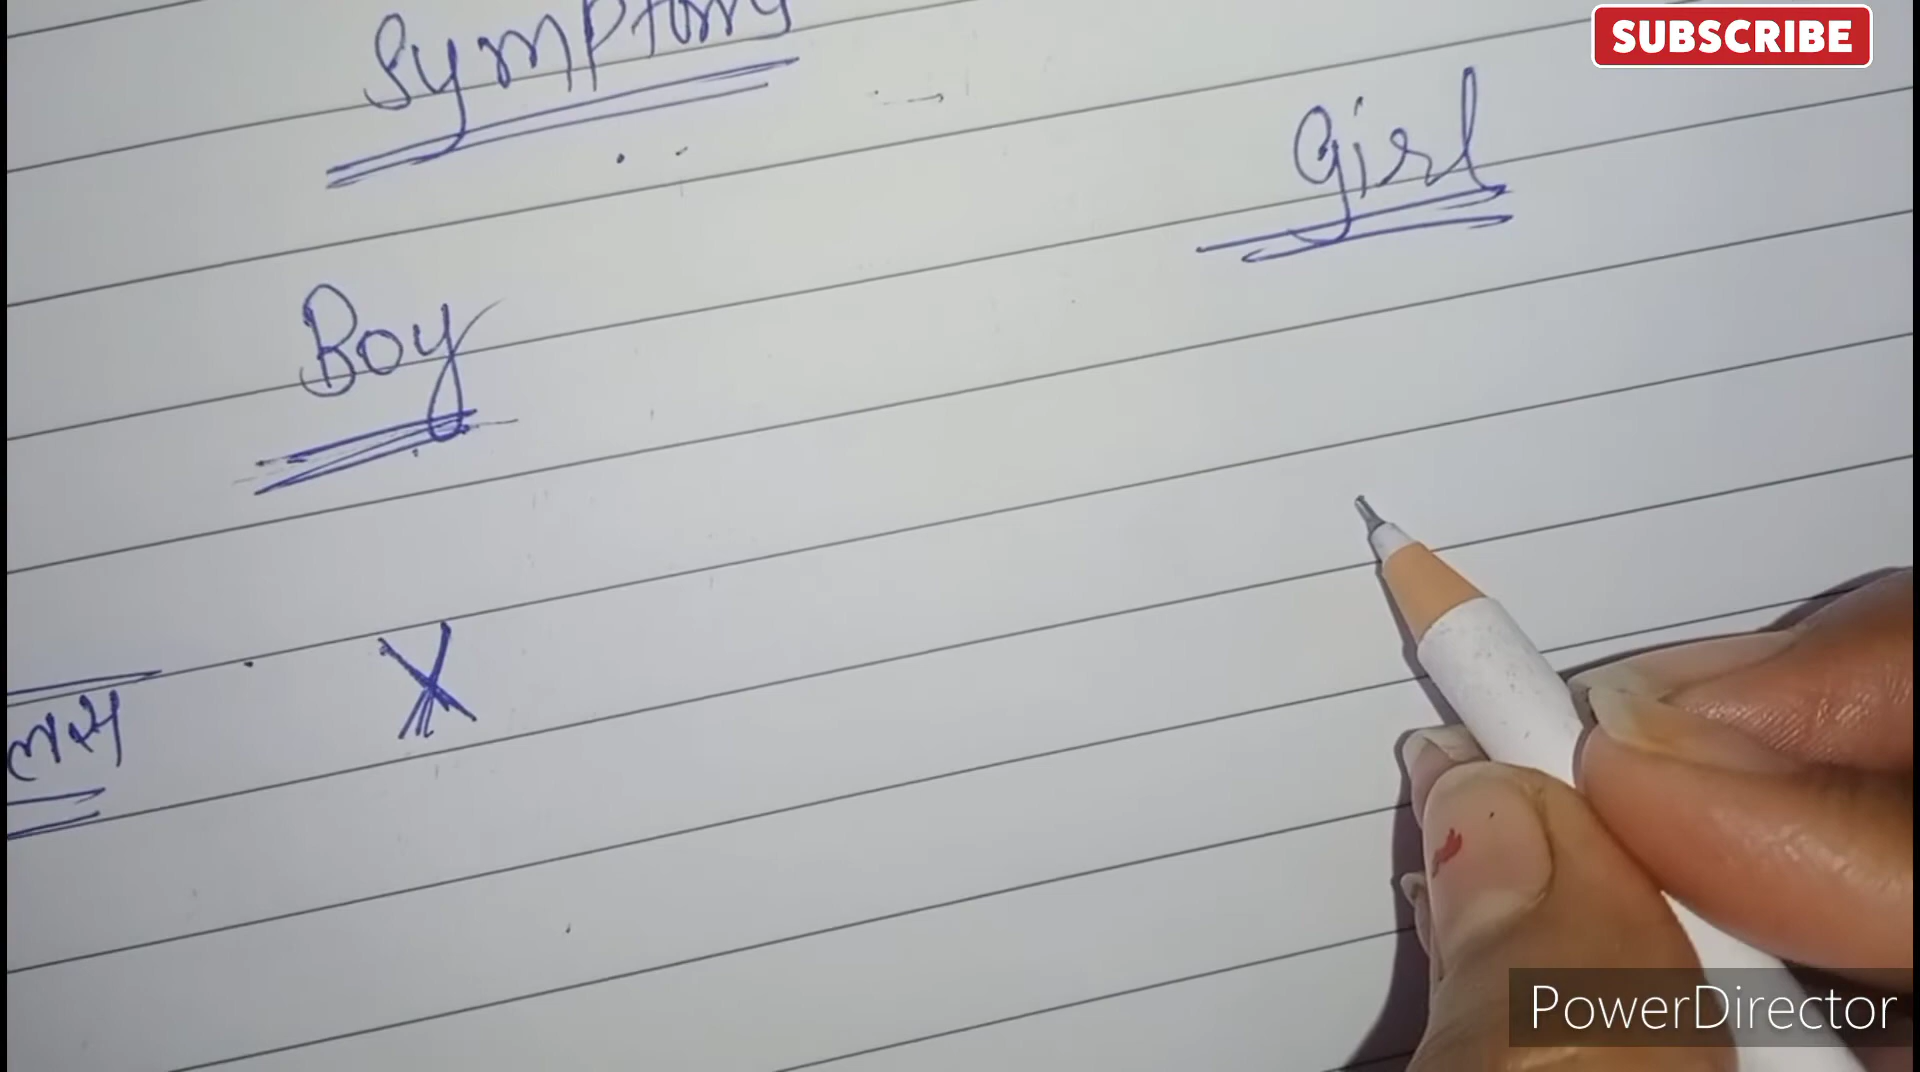 SUBSCRIBE
Symptoms
Girl
Boy
X
PowerDirector